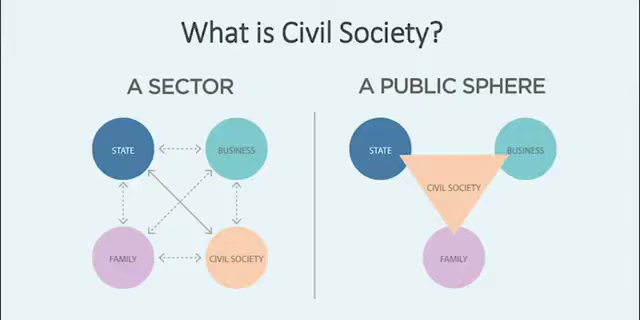 What is Civil Society?
A SECTOR
STATE
BUSINESS
FAMILY
CIVIL SOCIETY
A PUBLIC SPHERE
STATE
BUSINESS
CIVIL SOCIETY
FAMILY